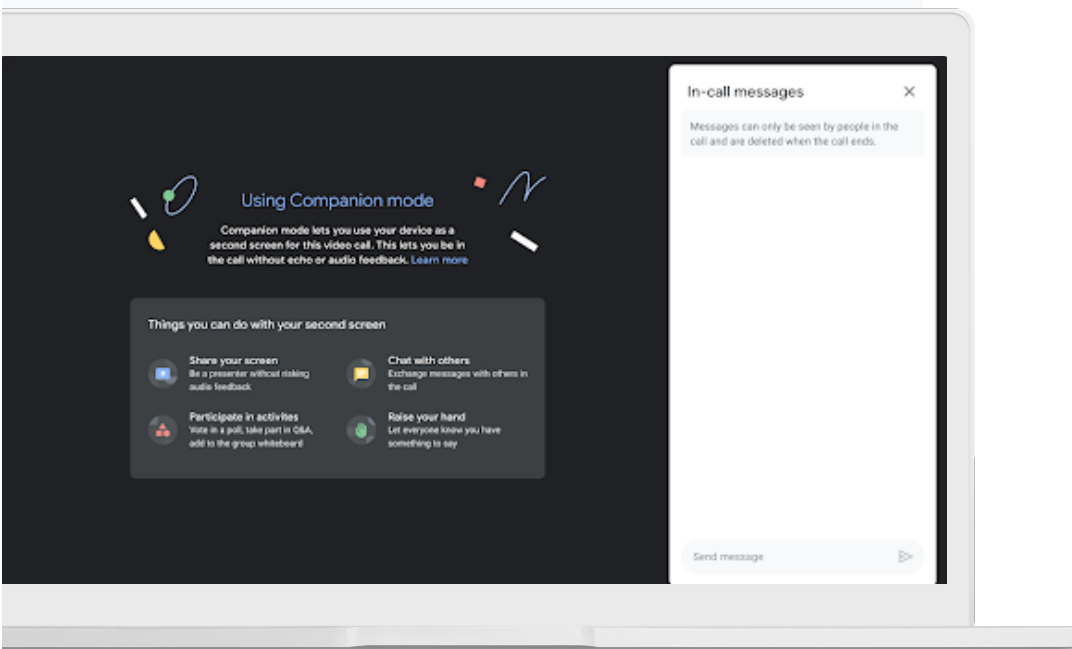 In-call messages
Messages can only be seen by people in the
call and are deleted when the call ends.
Using Companion mode
Companion mode lets you use your device as a
second screen for this video call. This lets you be in
the call without echo or audio feedback. Learn more
Things you can do with your second screen
Share your screen
Be a presenter without risking
audio feedback
Chat with others
Exchange messages with others in
the call
Participate in activites
Vote in a poll, take part in Q&A,
add to the group whiteboard
Raise your hand
Let everyone know you have
something to say
Send message